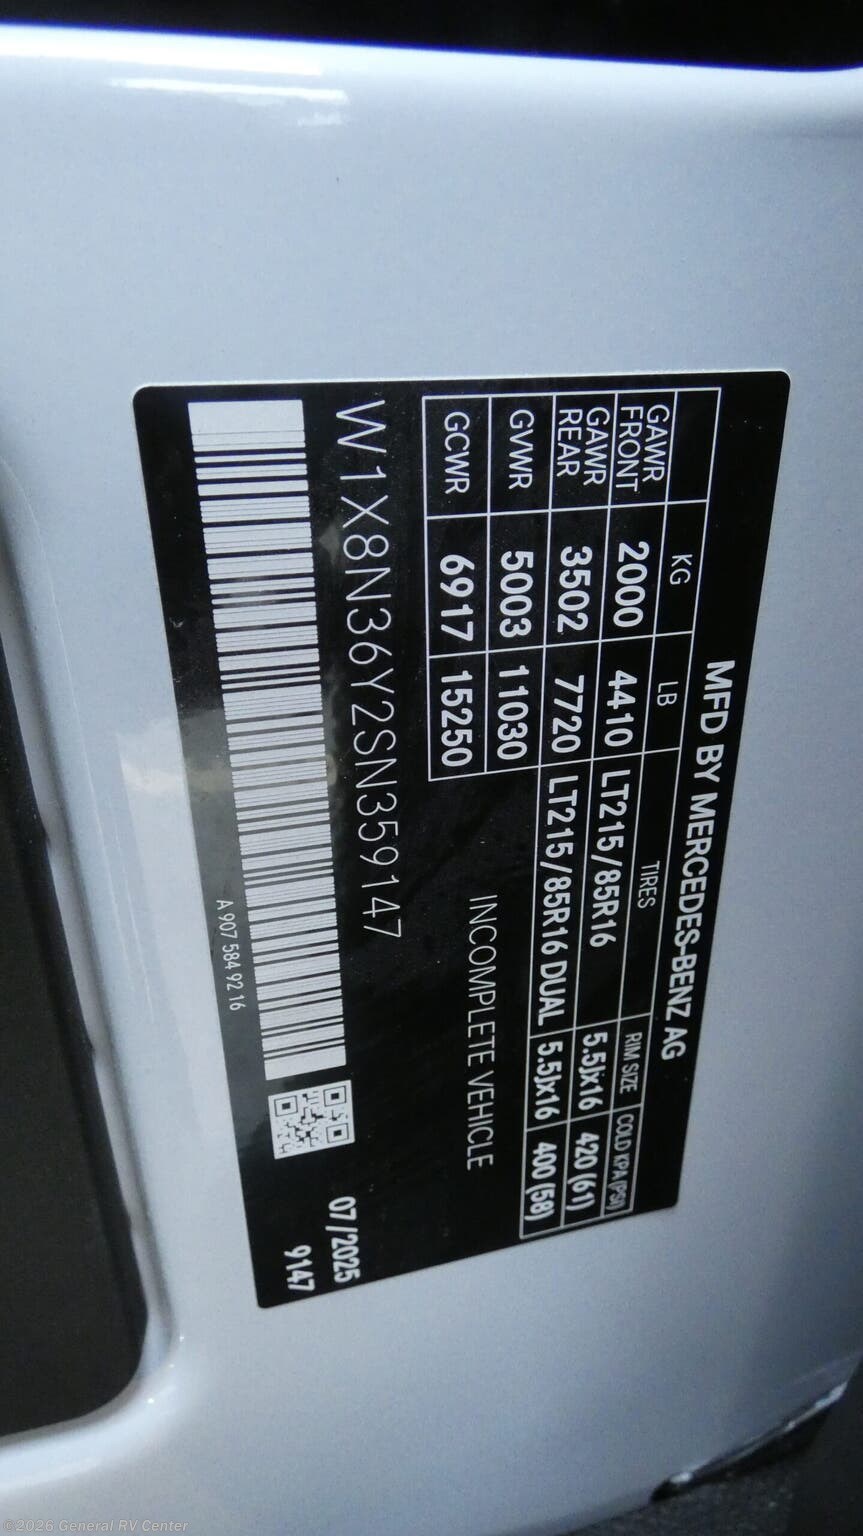 MFD BY MERCEDES-BENZ AG
KG LB TIRES RIM SIZE COLD KPA (PSI)
GAWR FRONT 2000 4410 LT215/85R16 5.5Jx16 420 (61)
GAWR REAR 3502 7720 LT215/85R16 DUAL 5.5Jx16 400 (58)
GVWR 5003 11030
GCWR 6917 15250
INCOMPLETE VEHICLE
W1X8N36Y2SN359147
07/2025
9147
A 907 584 92 16
©2026 General RV Center